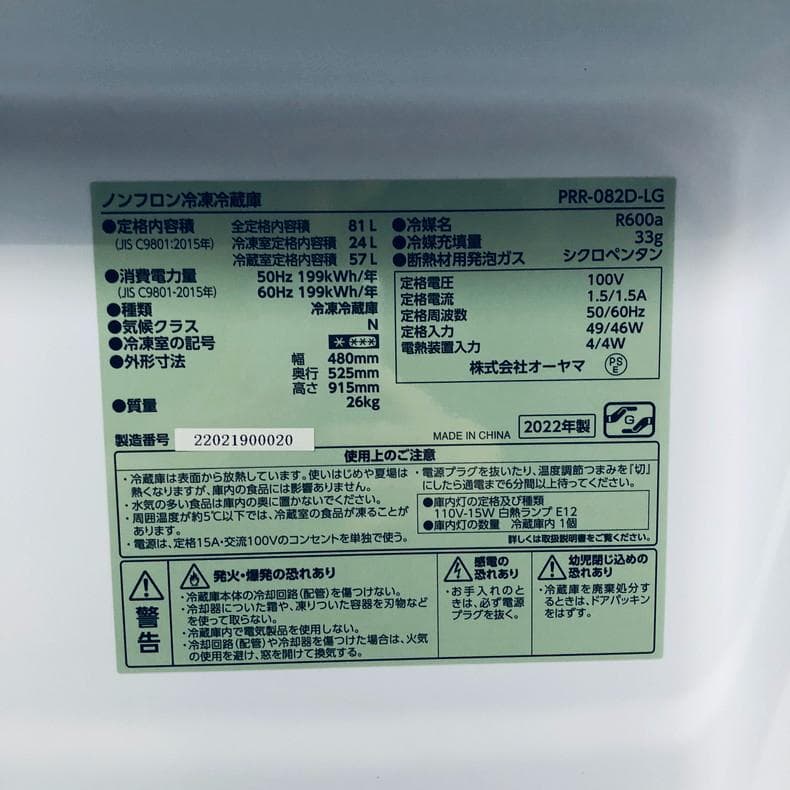 ノンフロン冷凍冷蔵庫
PRR-082D-LG
●定格内容積 全定格内容積 81L
(JIS C9801:2015年) 冷凍室定格内容積 24L
冷蔵室定格内容積 57L
●消費電力量 50Hz 199kWh/年
(JIS C9801-2015年) 60Hz 199kWh/年
●種類 冷凍冷蔵庫
●気候クラス N
●冷凍室の記号 * ***
●外形寸法 幅 480mm
奥行 525mm
高さ 915mm
●質量 26kg
●冷媒名 R600a
●冷媒充填量 33g
●断熱材用発泡ガス シクロペンタン
定格電圧 100V
定格電流 1.5/1.5A
定格周波数 50/60Hz
定格入力 49/46W
電熱装置入力 4/4W
株式会社オーヤマ PSE
製造番号 22021900020
MADE IN CHINA 2022年製 G
使用上のご注意
・冷蔵庫は表面から放熱しています。使いはじめや夏場は
熱くなりますが、庫内の食品には影響ありません。
・水気の多い食品は庫内の奥に置かないでください。
・周囲温度が約5℃以下では、冷蔵室の食品が凍ることが
あります。
・電源は、定格15A・交流100Vのコンセントを単独で使う。
・電源プラグを抜いたり、温度調節つまみを「切」
にしたら通電まで6分間以上待ってください。
●庫内灯の定格及び種類
110V-15W 白熱ランプ E12
●庫内灯の数量 冷蔵庫内 1個
詳しくは取扱説明書をご覧ください。
警告
発火・爆発の恐れあり
・冷蔵庫本体の冷却回路(配管)を傷つけない。
・冷却器についた霜や、凍りついた容器を刃物など
を使って取らない。
・冷蔵庫内で電気製品を使用しない。
・冷却回路(配管)や冷却器を傷つけた場合は、火気
の使用を避け、窓を開けて換気する。
感電の
恐れあり
・お手入れのと
きは、必ず電源
プラグを抜く。
幼児閉じ込めの
恐れあり
・冷蔵庫を廃棄処分す
るときは、ドアパッキン
をはずす。